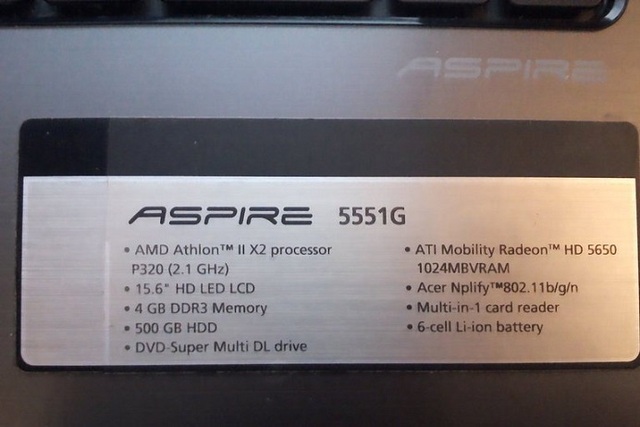 ASPIRE
ASPIRE 5551G
• AMD Athlon™ II X2 processor
P320 (2.1 GHz)
• 15.6" HD LED LCD
• 4 GB DDR3 Memory
• 500 GB HDD
• DVD-Super Multi DL drive
• ATI Mobility Radeon™ HD 5650
1024MBVRAM
• Acer Nplify™802.11b/g/n
• Multi-in-1 card reader
• 6-cell Li-ion battery